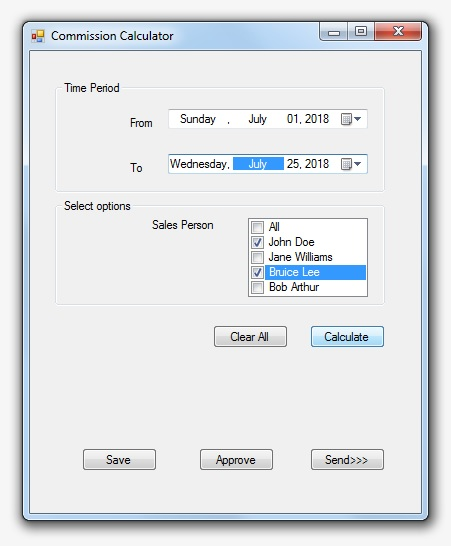 Commission Calculator
Time Period
From Sunday , July 01, 2018
To Wednesday, July 25, 2018
Select options
Sales Person
All
John Doe
Jane Williams
Bruice Lee
Bob Arthur
Clear All Calculate
Save Approve Send>>>